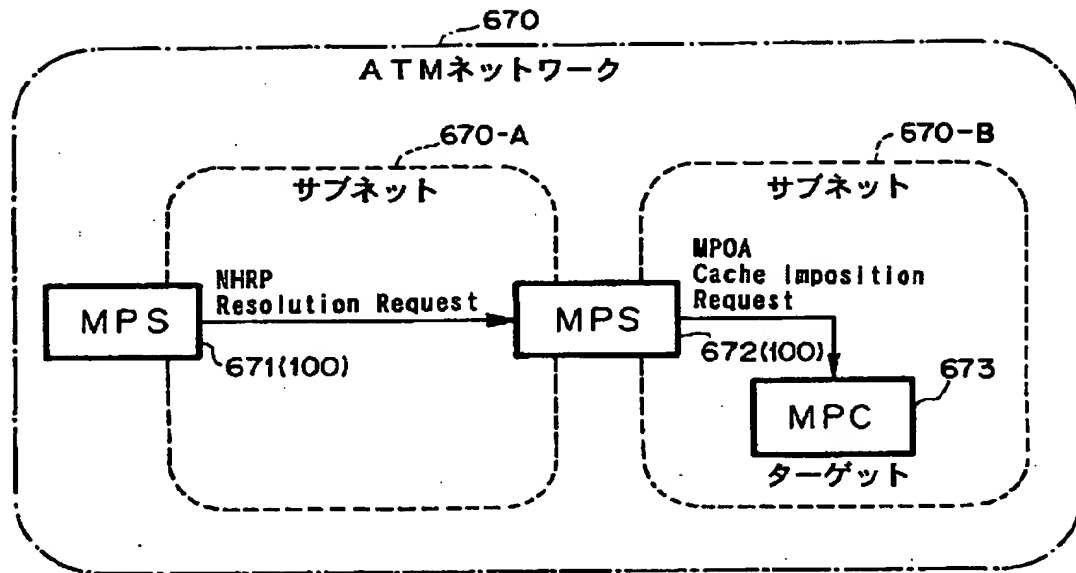 670
ATMネットワーク
670-A
670-B
サブネット
サブネット
NHRP
Resolution Request
MPOA
Cache Imposition
Request
MPS
MPS
671(100)
672(100)
673
MPC
ターゲット